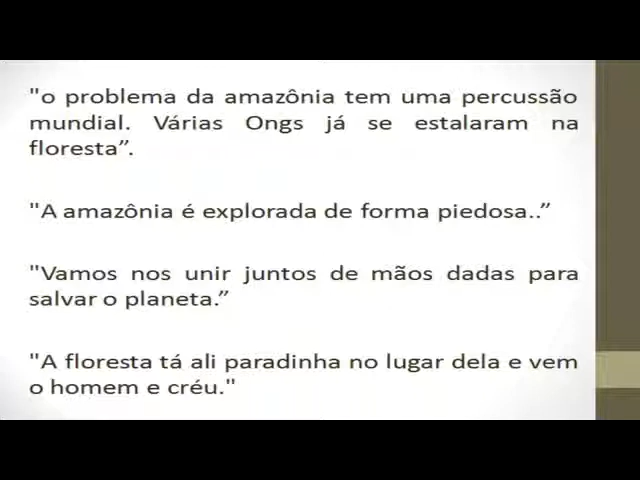 "o problema da amazônia tem uma percussão
mundial. Várias Ongs já se estalaram na
floresta”.
"A amazônia é explorada de forma piedosa..”
"Vamos nos unir juntos de mãos dadas para
salvar o planeta.”
"A floresta tá ali paradinha no lugar dela e vem
o homem e créu."